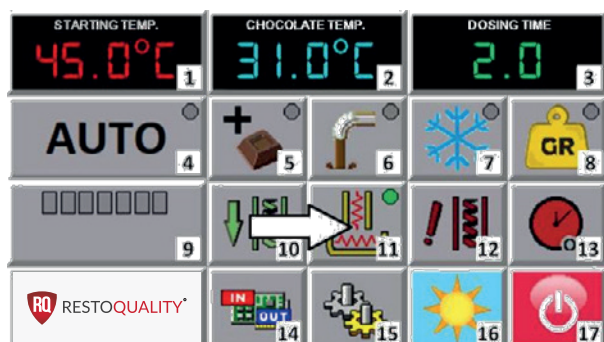 STARTING TEMP.
CHOCOLATE TEMP.
DOSING TIME
45.0°C
1
31.0°C
2
2.0
3
AUTO
4
+
5
6
7
GR
8
9
10
11
!
12
13
RQ RESTOQUALITY
IN
OUT
14
15
16
17